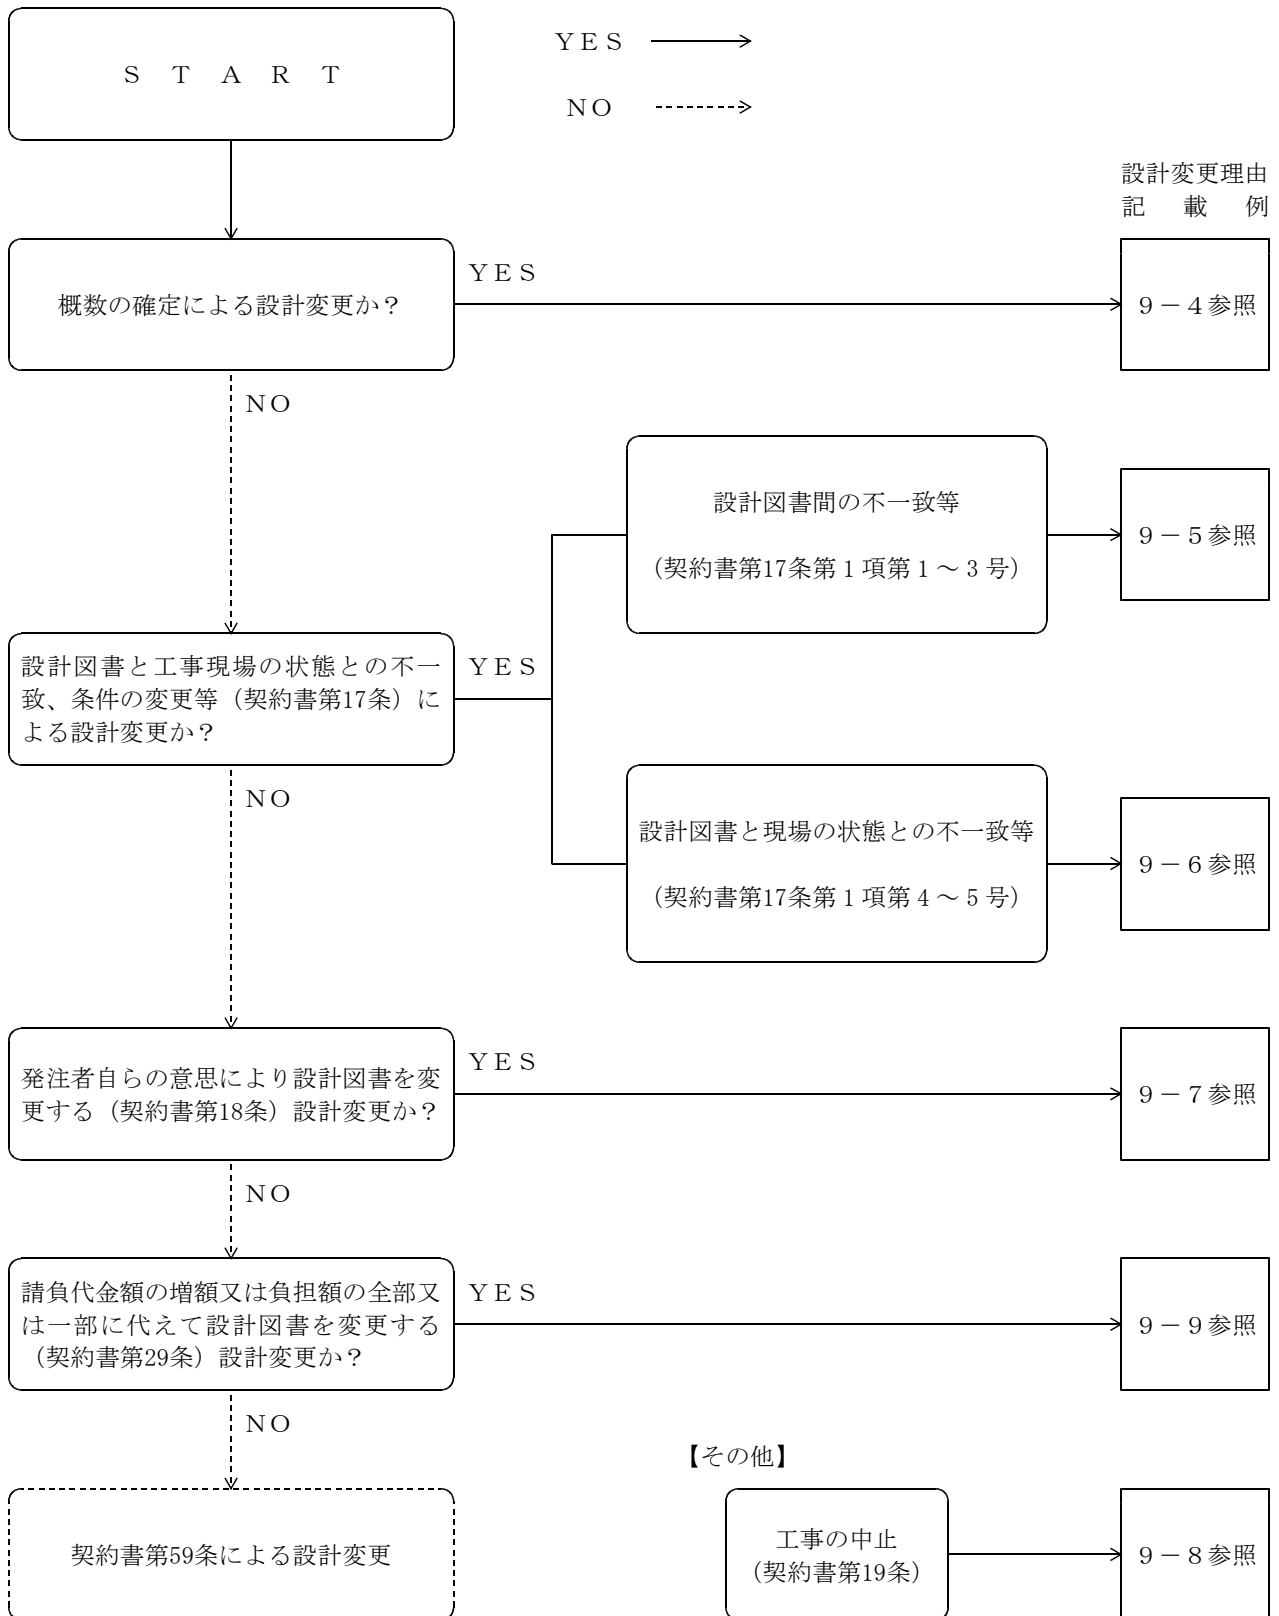 ＳＴＡＲＴ
ＹＥＳ
ＮＯ
設計変更理由
記載例
概数の確定による設計変更か？
ＹＥＳ
９－４参照
ＮＯ
設計図書間の不一致等
（契約書第17条第１項第１～３号）
９－５参照
設計図書と工事現場の状態との不一
致、条件の変更等（契約書第17条）に
よる設計変更か？
ＹＥＳ
ＮＯ
設計図書と現場の状態との不一致等
（契約書第17条第１項第４～５号）
９－６参照
発注者自らの意思により設計図書を変
更する（契約書第18条）設計変更か？
ＹＥＳ
９－７参照
ＮＯ
請負代金額の増額又は負担額の全部又
は一部に代えて設計図書を変更する
（契約書第29条）設計変更か？
ＹＥＳ
９－９参照
ＮＯ
【その他】
契約書第59条による設計変更
工事の中止
（契約書第19条）
９－８参照